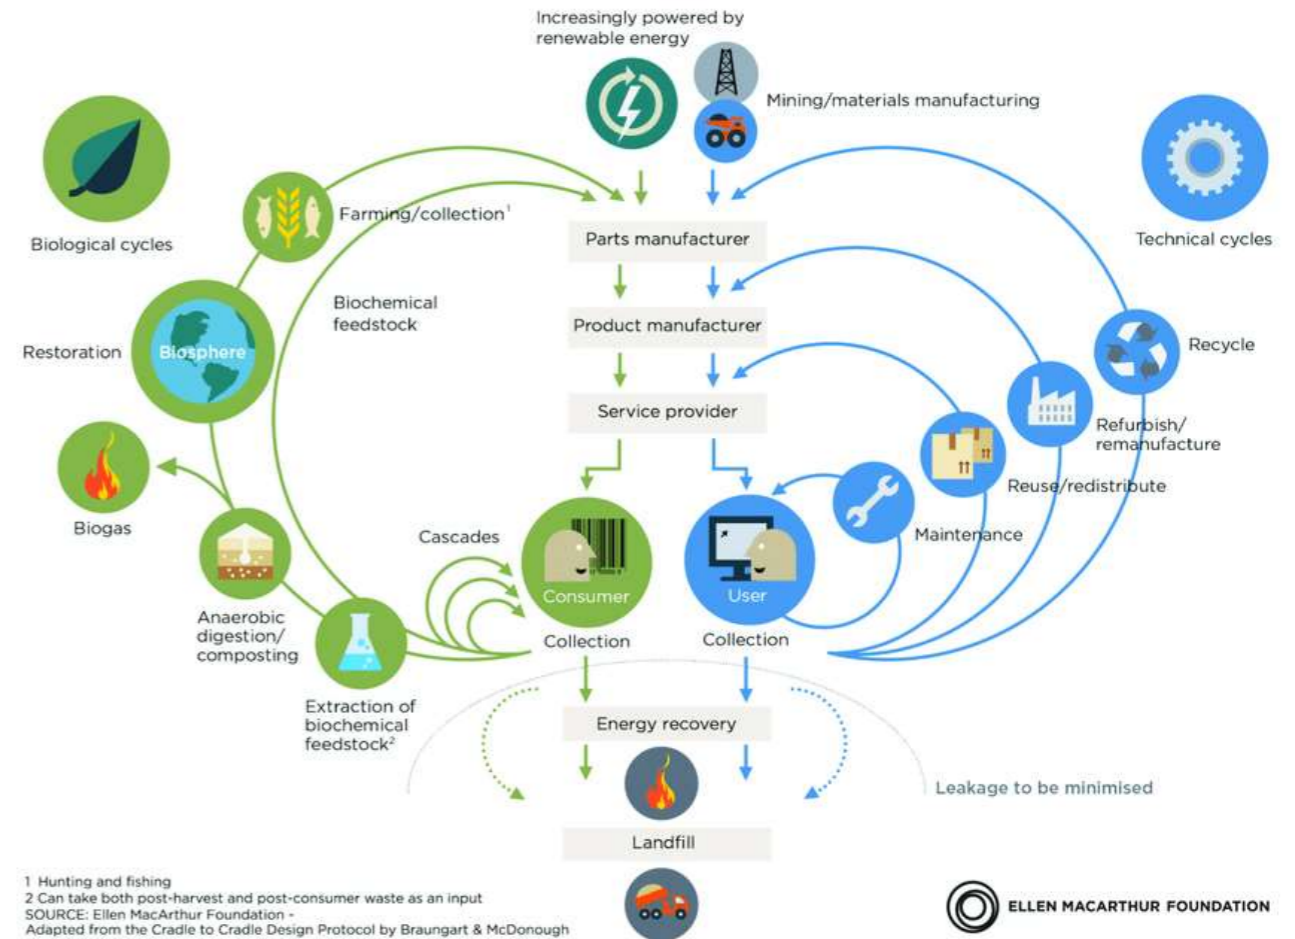 Increasingly powered by
renewable energy
Mining/materials manufacturing
Biological cycles
Technical cycles
Farming/collection¹
Parts manufacturer
Biochemical
feedstock
Product manufacturer
Restoration
Biosphere
Recycle
Service provider
Refurbish/
remanufacture
Reuse/redistribute
Biogas
Cascades
Maintenance
Consumer
User
Anaerobic
digestion/
composting
Collection
Collection
Extraction of
biochemical
feedstock²
Energy recovery
Leakage to be minimised
Landfill
1 Hunting and fishing
2 Can take both post-harvest and post-consumer waste as an input
SOURCE: Ellen MacArthur Foundation -
Adapted from the Cradle to Cradle Design Protocol by Braungart & McDonough
ELLEN MACARTHUR FOUNDATION